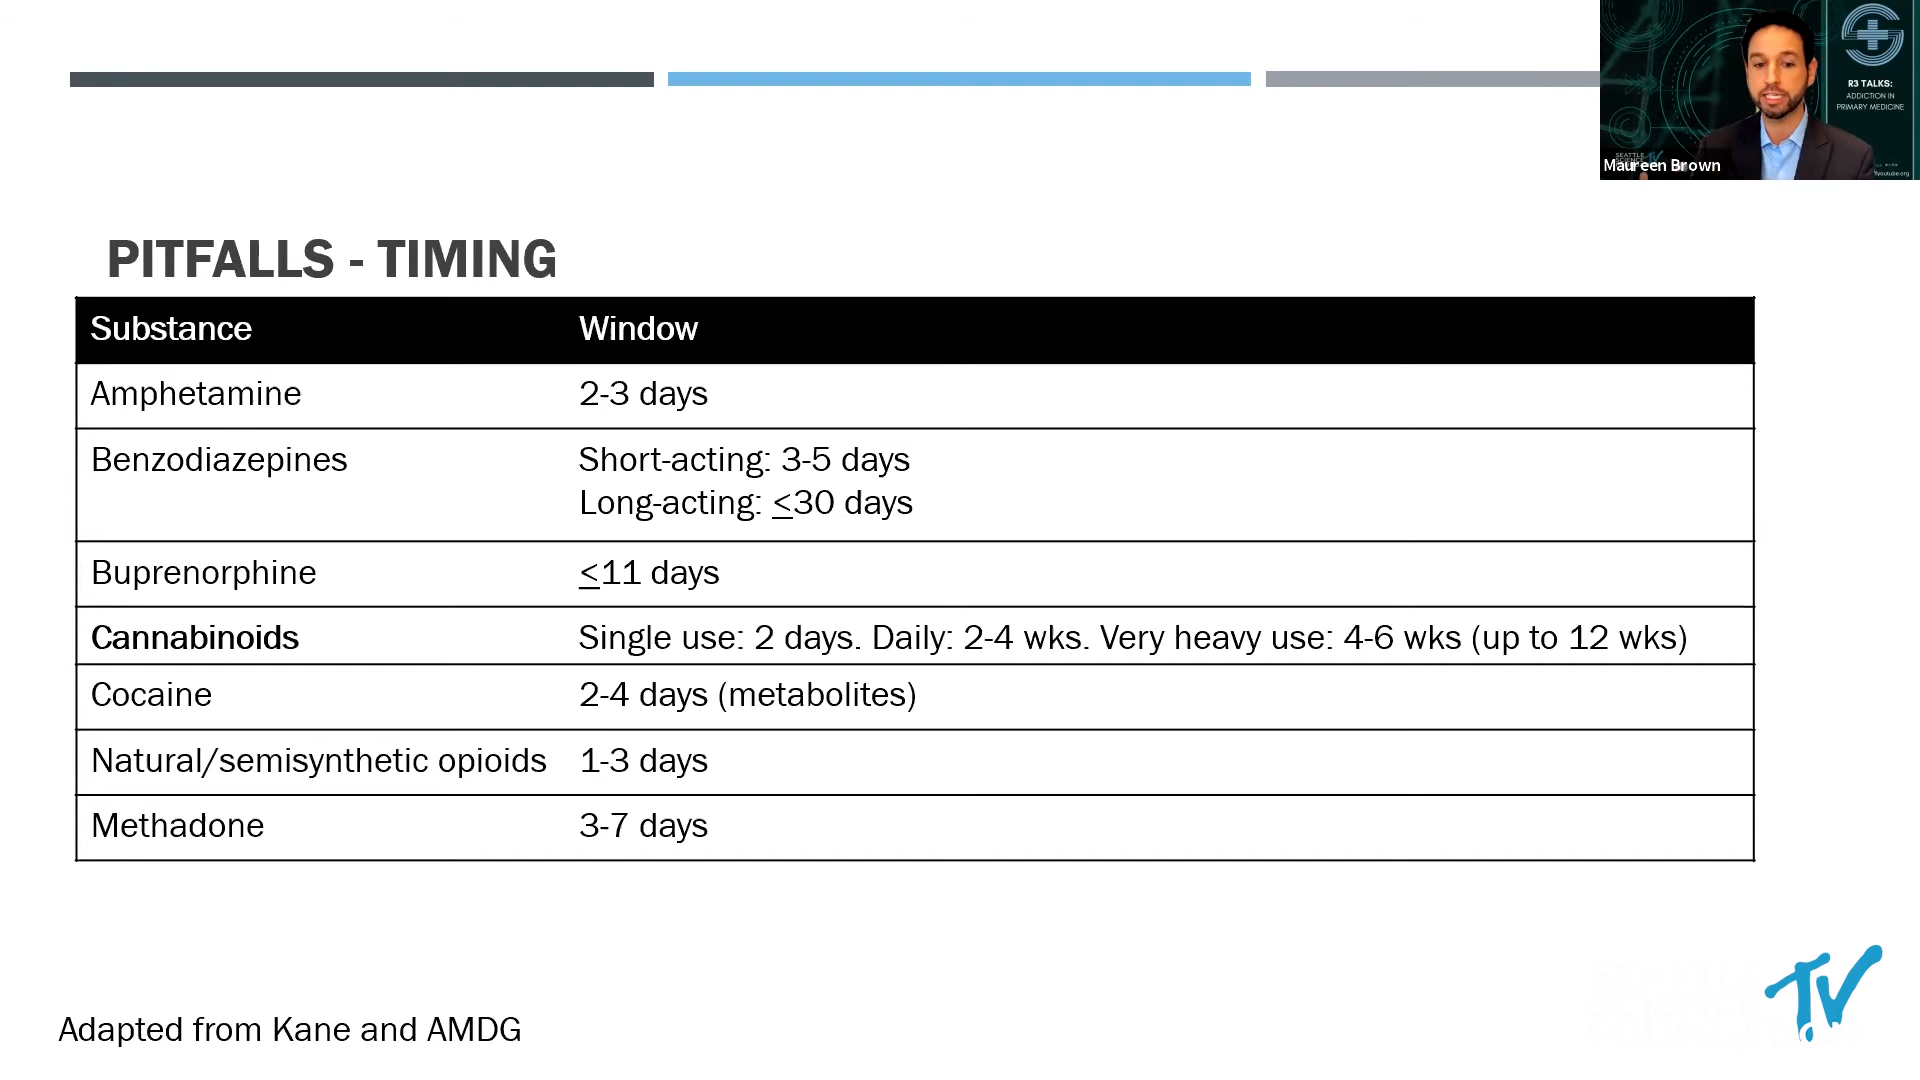 R3 TALKS:
ADDICTION IN
PRIMARY MEDICINE
SEATTLE
SCIENCE
Maureen Brown
PITFALLS - TIMING
Substance Window
Amphetamine 2-3 days
Benzodiazepines Short-acting: 3-5 days
Long-acting: <30 days
Buprenorphine <11 days
Cannabinoids Single use: 2 days. Daily: 2-4 wks. Very heavy use: 4-6 wks (up to 12 wks)
Cocaine 2-4 days (metabolites)
Natural/semisynthetic opioids 1-3 days
Methadone 3-7 days
TV
Adapted from Kane and AMDG